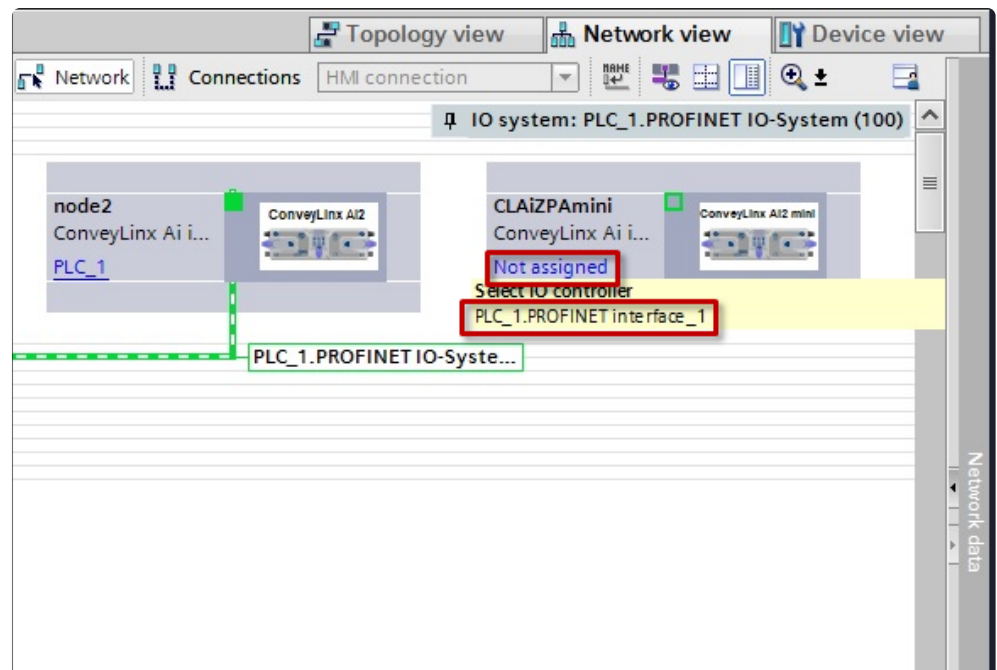 Topology view
Network view
Device view
Network
Connections
HMI connection
NAME
IO system: PLC_1.PROFINET IO-System (100)
node2
ConveyLinx Ai i...
PLC_1
ConveyLinx Ai2
CLAiZPAmini
ConveyLinx Ai i...
Not assigned
ConveyLinx Ai2 mini
Select IO controller
PLC_1.PROFINET interface_1
PLC_1.PROFINET IO-Syste...
Network data